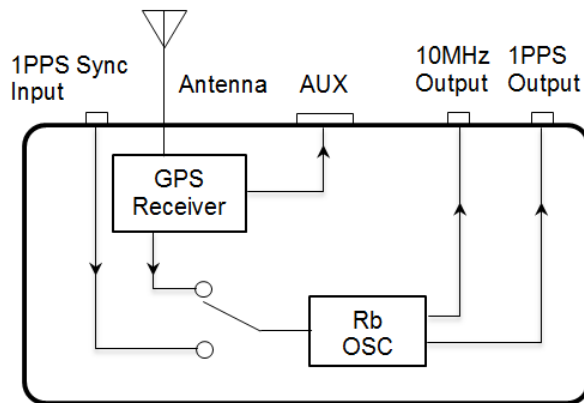 1PPS Sync
Input
Antenna
AUX
10MHz
Output
1PPS
Output
GPS
Receiver
Rb
OSC